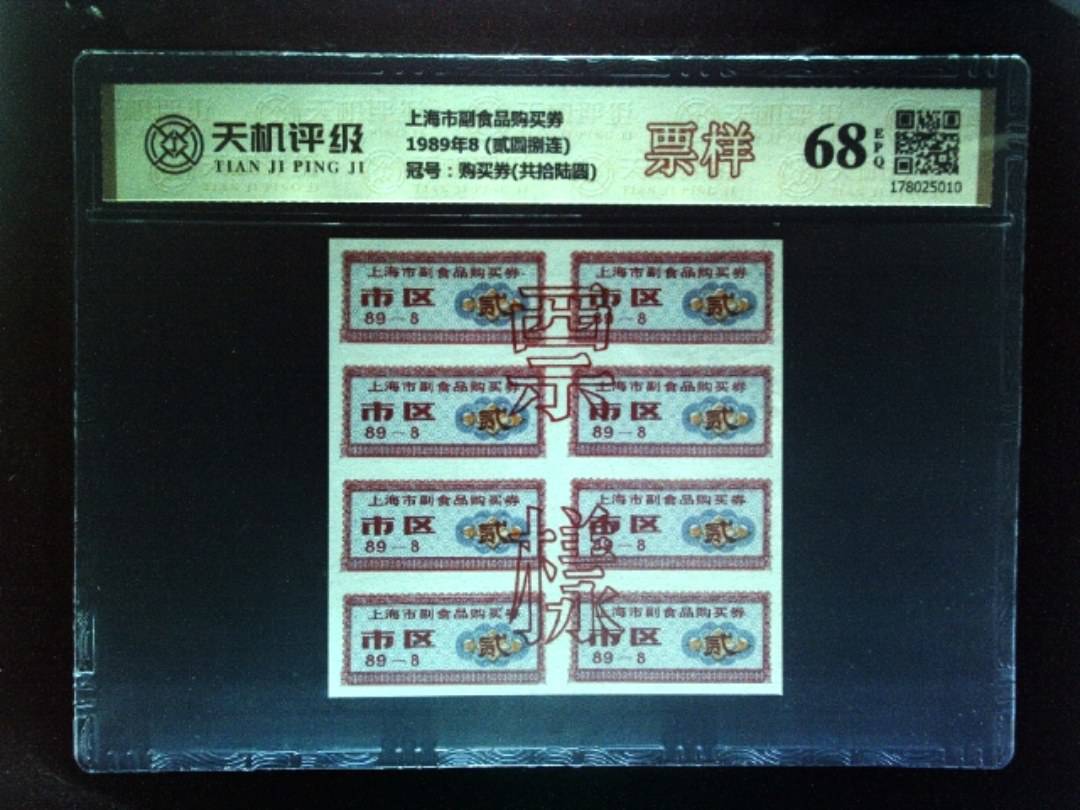 天机评级
TIAN JI PING JI
上海市副食品购买券
1989年8 (贰圆捌连)
冠号：购买券(共拾陆圆)
票样
68
EPQ
178025010
上海市副食品购买券
市区
贰
89-8
上海市副食品购买券
市区
贰
89-8
上海市副食品购买券
市区
贰
89-8
上海市副食品购买券
市区
贰
89-8
上海市副食品购买券
市区
贰
89-8
上海市副食品购买券
市区
贰
89-8
上海市副食品购买券
市区
贰
89-8
上海市副食品购买券
市区
贰
89-8
票样